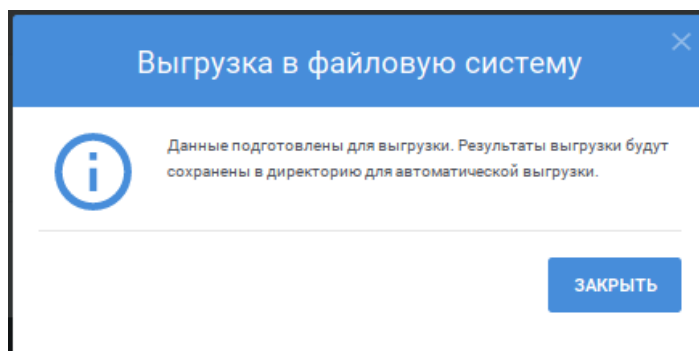 Выгрузка в файловую систему
Данные подготовлены для выгрузки. Результаты выгрузки будут
сохранены в директорию для автоматической выгрузки.
ЗАКРЫТЬ